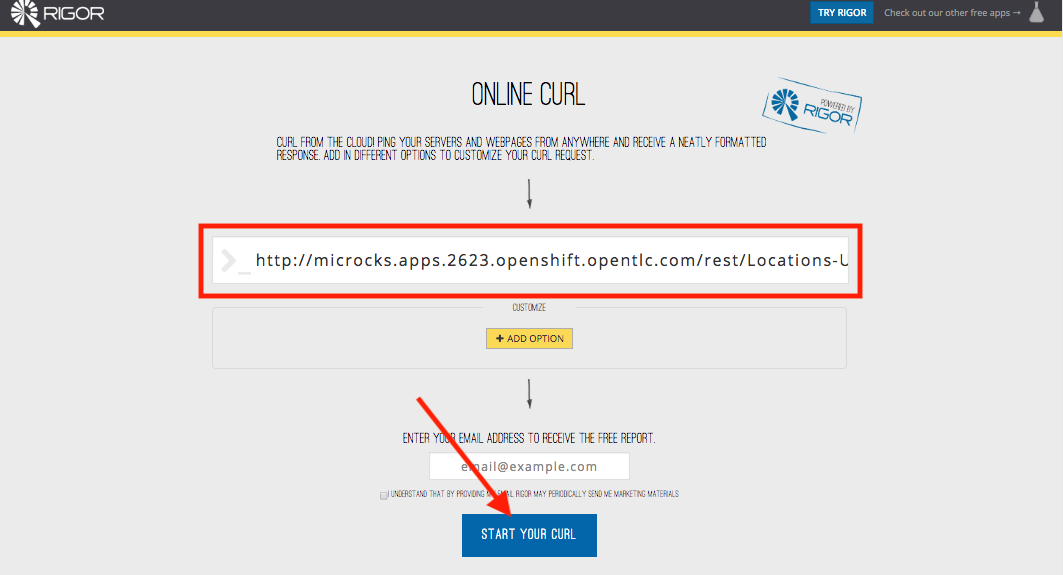 RIGOR
TRY RIGOR
Check out our other free apps →
ONLINE CURL
POWERED BY
RIGOR
CURL FROM THE CLOUD! PING YOUR SERVERS AND WEBPAGES FROM ANYWHERE AND RECEIVE A NEATLY FORMATTED
RESPONSE. ADD IN DIFFERENT OPTIONS TO CUSTOMIZE YOUR CURL REQUEST.
http://microcks.apps.2623.openshift.opentlc.com/rest/Locations-U
CUSTOMIZE
+ ADD OPTION
ENTER YOUR EMAIL ADDRESS TO RECEIVE THE FREE REPORT.
email@example.com
I UNDERSTAND THAT BY PROVIDING MY EMAIL RIGOR MAY PERIODICALLY SEND ME MARKETING MATERIALS
START YOUR CURL